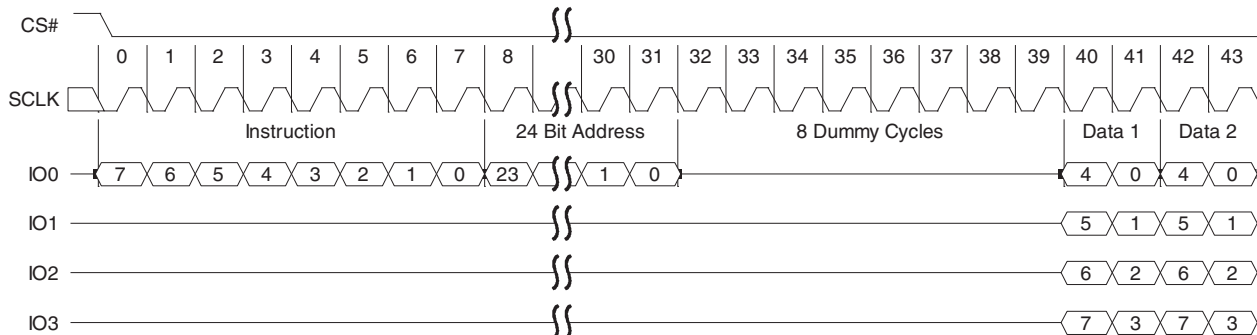 CS#
0 1 2 3 4 5 6 7 8 30 31 32 33 34 35 36 37 38 39 40 41 42 43
SCLK
Instruction 24 Bit Address 8 Dummy Cycles Data 1 Data 2
IO0 7 6 5 4 3 2 1 0 23 1 0 4 0 4 0
IO1 5 1 5 1
IO2 6 2 6 2
IO3 7 3 7 3